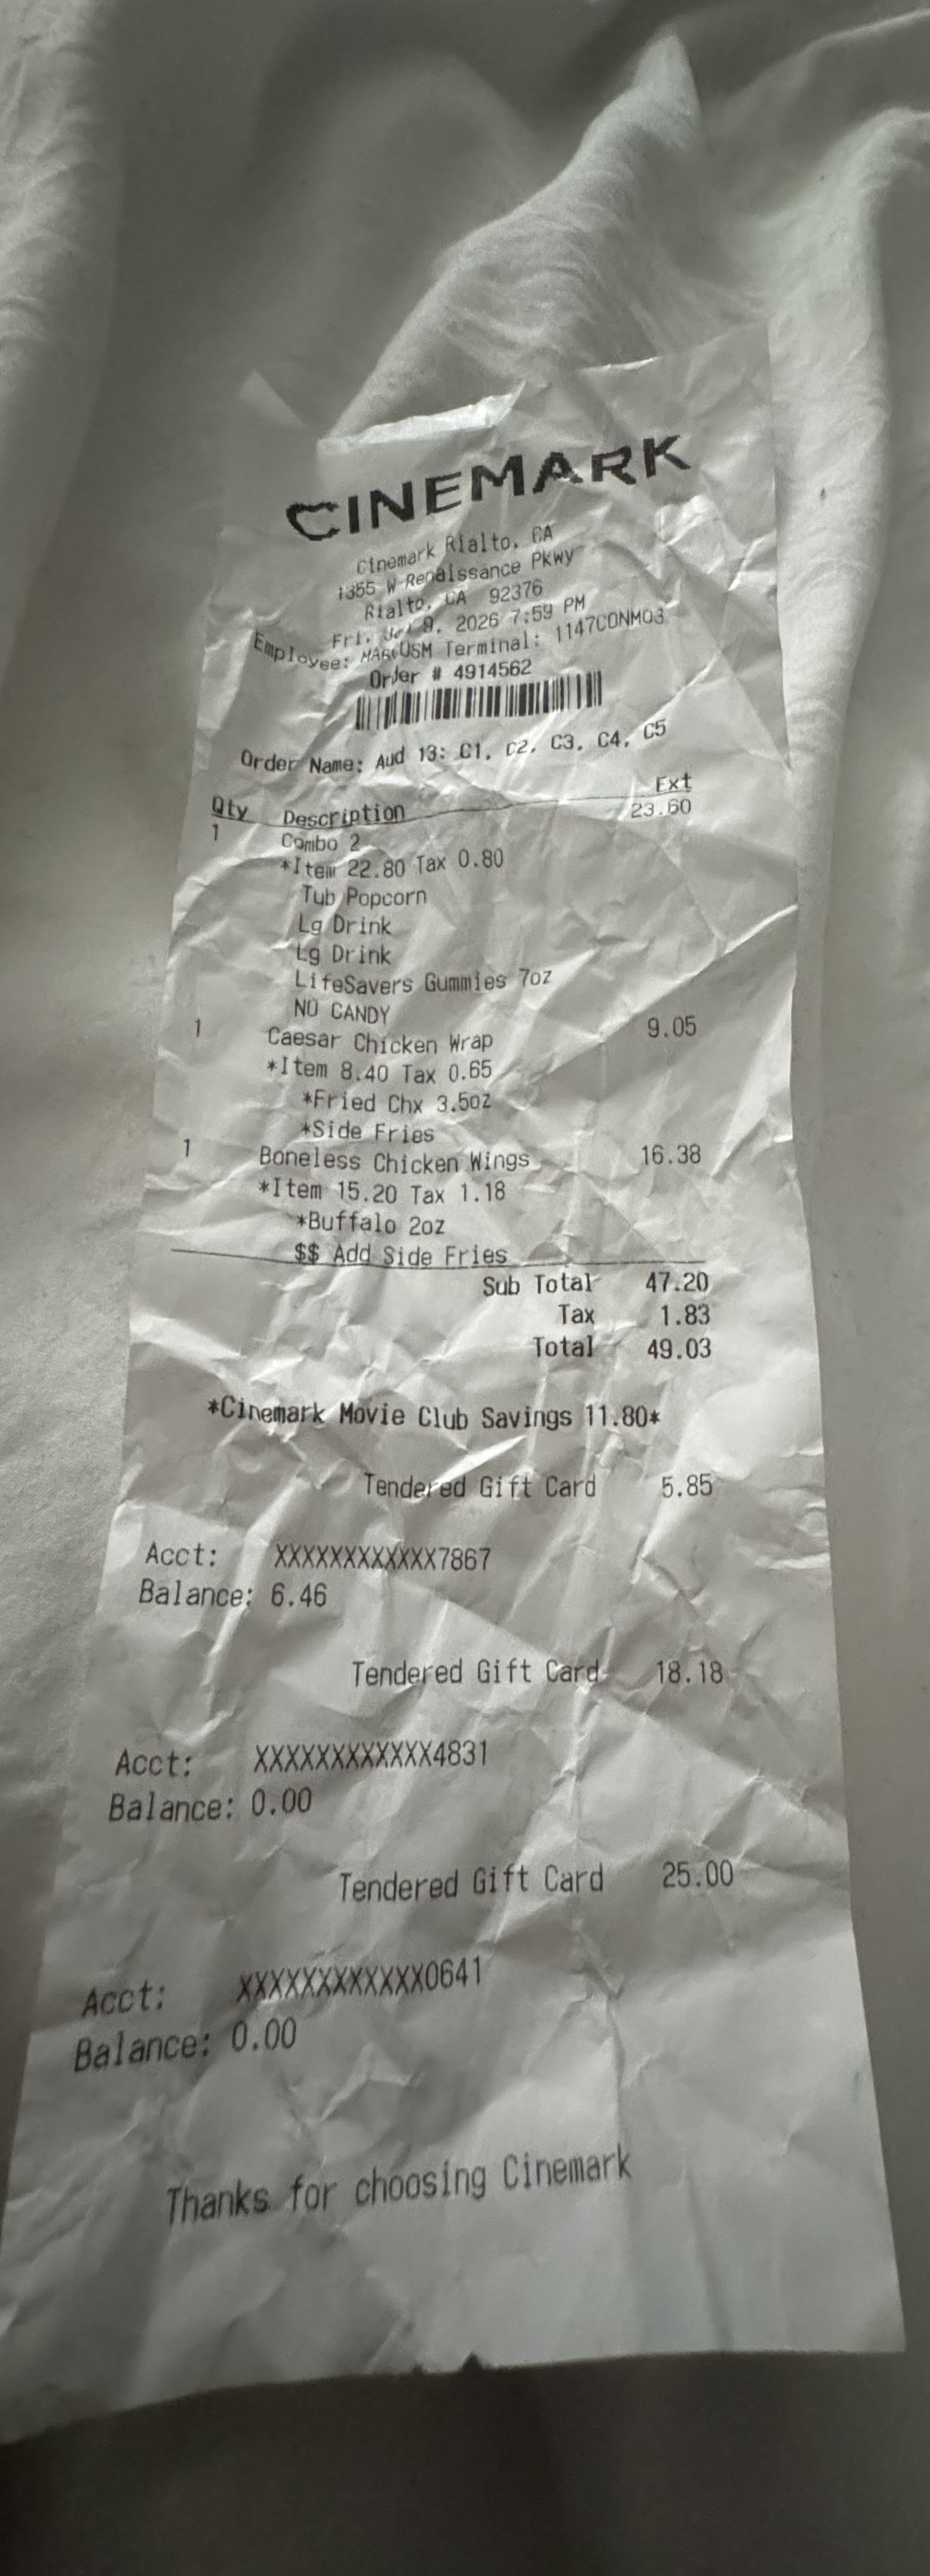 CINEMARK
Cinemark Rialto, CA
1355 W Renaissance Pkwy
Rialto, CA 92376
Fri, 9, 2026 7:59 PM
Employee: Terminal: 1147CONM03
Order # 4914562
Order Name: Aud 13: C1, C2, C3, C4, C5
Qty Description Ext
1 Combo 2 23.60
*Item 22.80 Tax 0.80
Tub Popcorn
Lg Drink
Lg Drink
LifeSavers Gummies 7oz
NO CANDY
1 Caesar Chicken Wrap 9.05
*Item 8.40 Tax 0.65
*Fried Chx 3.5oz
*Side Fries
1 Boneless Chicken Wings 16.38
*Item 15.20 Tax 1.18
*Buffalo 2oz
$$ Add Side Fries
Sub Total 47.20
Tax 1.83
Total 49.03
*Cinemark Movie Club Savings 11.80*
Tendered Gift Card 5.85
Acct: XXXXXXXXXXXX7867
Balance: 6.46
Tendered Gift Card 18.18
Acct: XXXXXXXXXXXX4831
Balance: 0.00
Tendered Gift Card 25.00
Acct: XXXXXXXXXXXX0641
Balance: 0.00
Thanks for choosing Cinemark